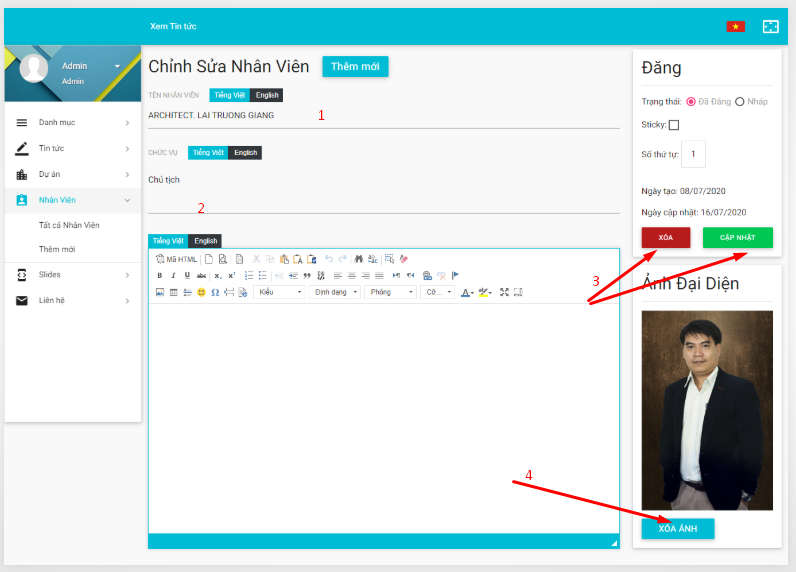 Xem Tin tức
Admin
Admin
Danh mục
Tin tức
Dự án
Nhân Viên
Tất cả Nhân Viên
Thêm mới
Slides
Liên hệ
Chỉnh Sửa Nhân Viên Thêm mới
TÊN NHÂN VIÊN Tiếng Việt English
ARCHITECT. LAI TRUONG GIANG 1
CHỨC VỤ Tiếng Việt English
Chủ tịch
2
Tiếng Việt English
Mã HTML
B I U abc x₂ x²
Kiểu Định dạng Phông Cỡ...
4
Đăng
Trạng thái: Đã Đăng Nháp
Sticky:
Số thứ tự: 1
Ngày tạo: 08/07/2020
Ngày cập nhật: 16/07/2020
XÓA CẬP NHẬT
3
Ảnh Đại Diện
XÓA ẢNH